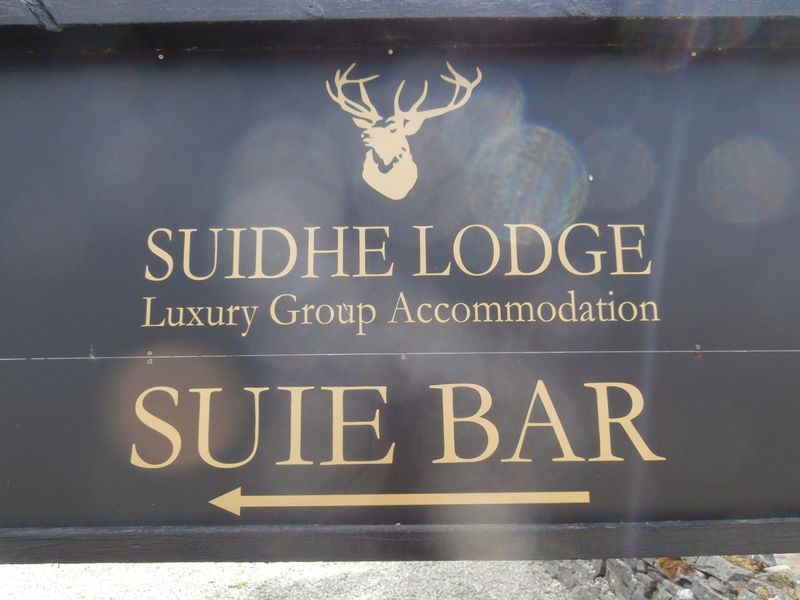 SUIDHE LODGE
Luxury Group Accommodation
SUIE BAR